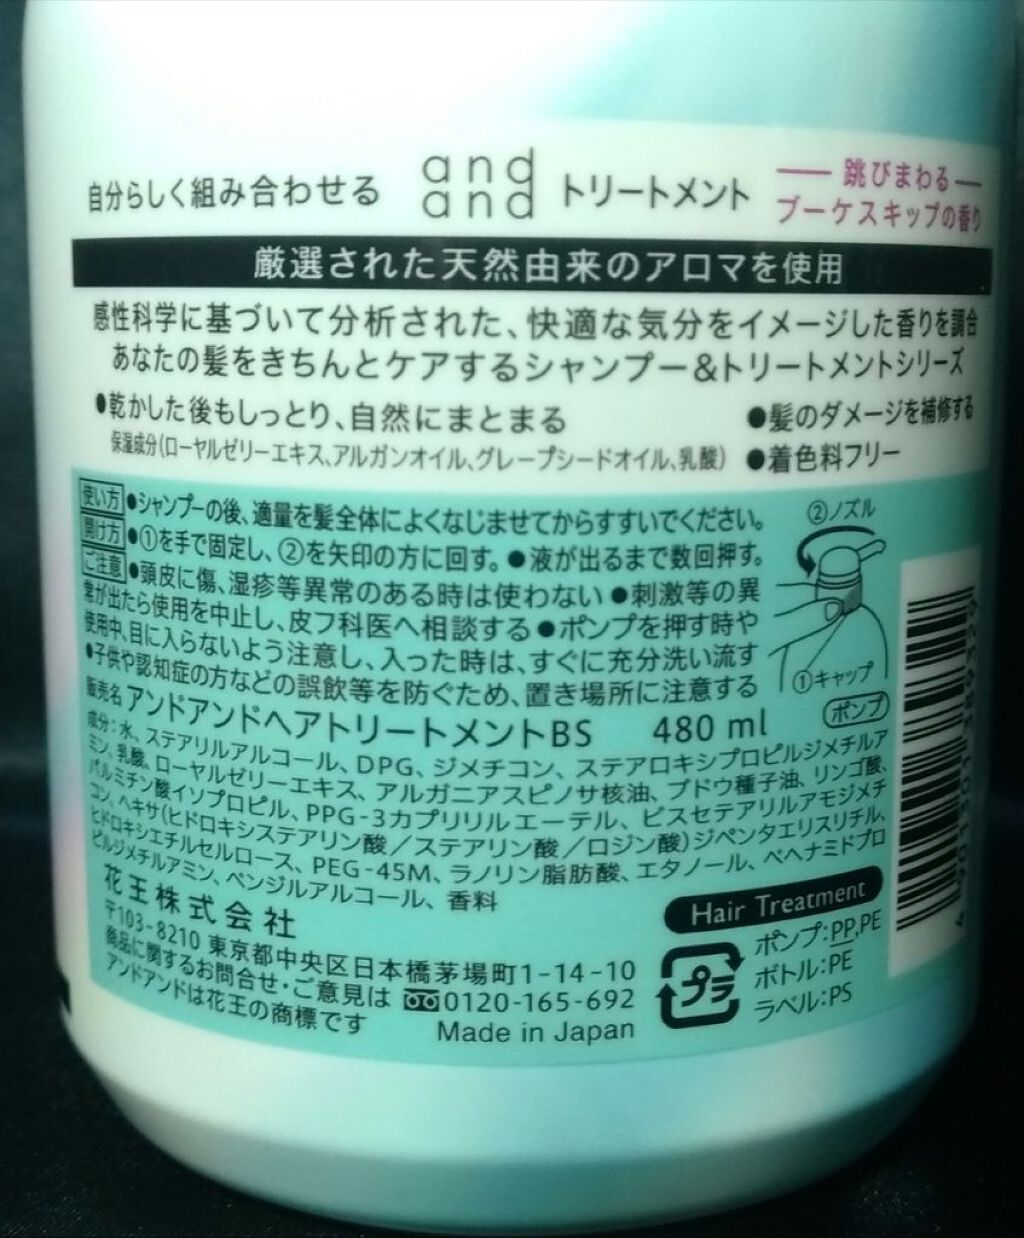 自分らしく組み合わせる
and
and
トリートメント
跳びまわる
ブーケスキップの香り
厳選された天然由来のアロマを使用
感性科学に基づいて分析された、快適な気分をイメージした香りを調合
あなたの髪をきちんとケアするシャンプー&トリートメントシリーズ
●乾かした後もしっとり、自然にまとまる ●髪のダメージを補修する
保湿成分(ローヤルゼリーエキス、アルガンオイル、グレープシードオイル、乳酸) ●着色料フリー
使い方 ●シャンプーの後、適量を髪全体によくなじませてからすすいでください。
開け方 ●①を手で固定し、②を矢印の方に回す。●液が出るまで数回押す。
ご注意 ●頭皮に傷、湿疹等異常のある時は使わない ●刺激等の異
常が出たら使用を中止し、皮フ科医へ相談する ●ポンプを押す時や
使用中、目に入らないよう注意し、入った時は、すぐに充分洗い流す
●子供や認知症の方などの誤飲等を防ぐため、置き場所に注意する
②ノズル
①キャップ
ポンプ
販売名 アンドアンドヘアトリートメントBS 480 ml
成分:水、ステアリルアルコール、DPG、ジメチコン、ステアロキシプロピルジメチルア
ミン、乳酸、ローヤルゼリーエキス、アルガニアスピノサ核油、ブドウ種子油、リンゴ酸、
パルミチン酸イソプロピル、PPG-3カプリリルエーテル、ビスセテアリルアモジメチ
コン、ヘキサ(ヒドロキシステアリン酸/ステアリン酸/ロジン酸)ジペンタエリスリチル、
ヒドロキシエチルセルロース、PEG-45M、ラノリン脂肪酸、エタノール、ベヘナミドプロ
ピルジメチルアミン、ベンジルアルコール、香料
花王株式会社
〒103-8210 東京都中央区日本橋茅場町1-14-10
商品に関するお問合せ・ご意見は 0120-165-692
アンドアンドは花王の商標です
Made in Japan
Hair Treatment
プラ
ポンプ:PP,PE
ボトル:PE
ラベル:PS